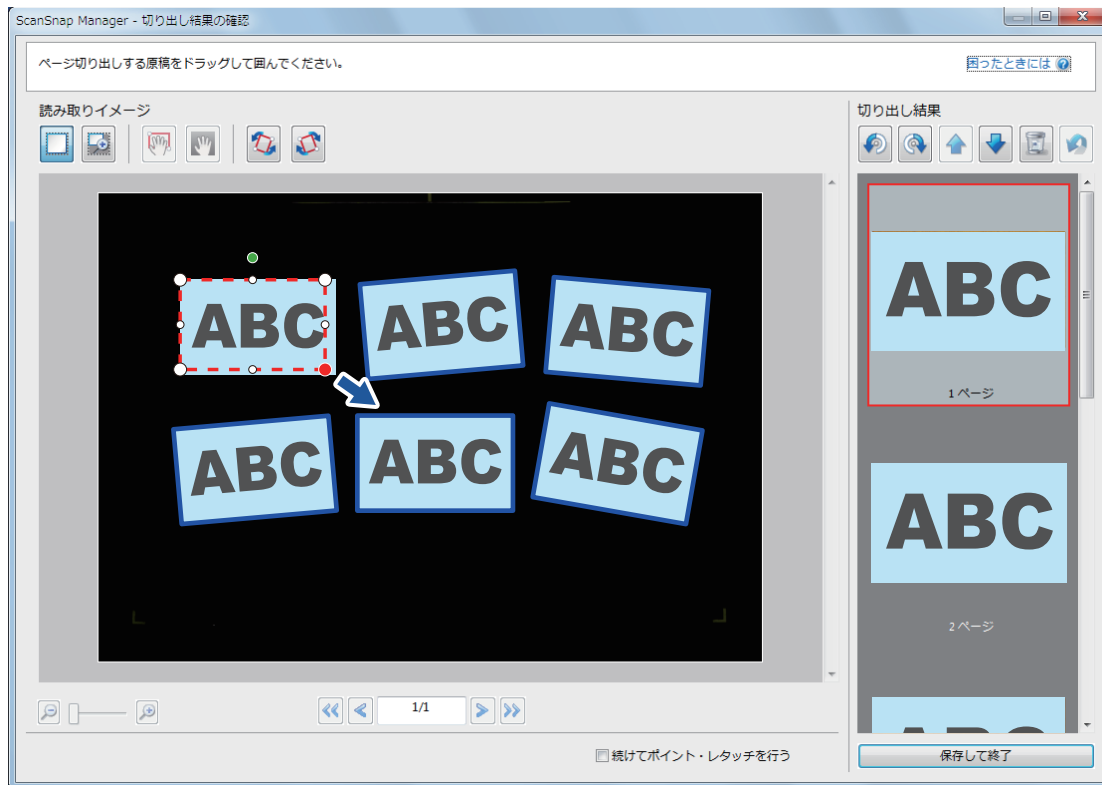 ScanSnap Manager - 切り出し結果の確認
ページ切り出しする原稿をドラッグして囲んでください。
困ったときには ?
読み取りイメージ
切り出し結果
ABC
ABC
ABC
ABC
ABC
ABC
ABC
1 ページ
ABC
2 ページ
1/1
続けてポイント・レタッチを行う
保存して終了